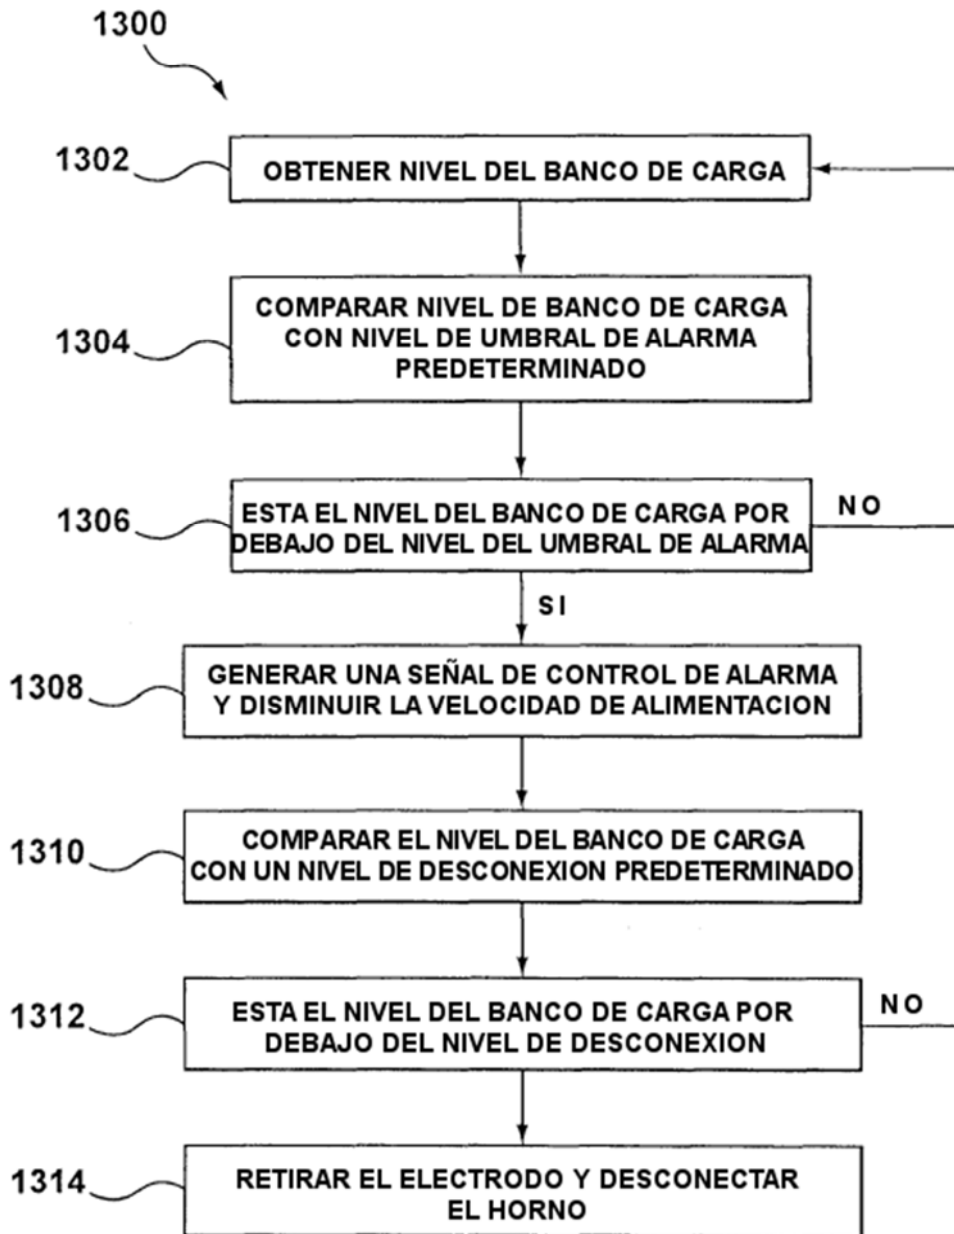 1300
1302
OBTENER NIVEL DEL BANCO DE CARGA
1304
COMPARAR NIVEL DE BANCO DE CARGA
CON NIVEL DE UMBRAL DE ALARMA
PREDETERMINADO
1306
ESTA EL NIVEL DEL BANCO DE CARGA POR
DEBAJO DEL NIVEL DEL UMBRAL DE ALARMA
NO
SI
1308
GENERAR UNA SEÑAL DE CONTROL DE ALARMA
Y DISMINUIR LA VELOCIDAD DE ALIMENTACION
1310
COMPARAR EL NIVEL DEL BANCO DE CARGA
CON UN NIVEL DE DESCONEXION PREDETERMINADO
1312
ESTA EL NIVEL DEL BANCO DE CARGA POR
DEBAJO DEL NIVEL DE DESCONEXION
NO
1314
RETIRAR EL ELECTRODO Y DESCONECTAR
EL HORNO